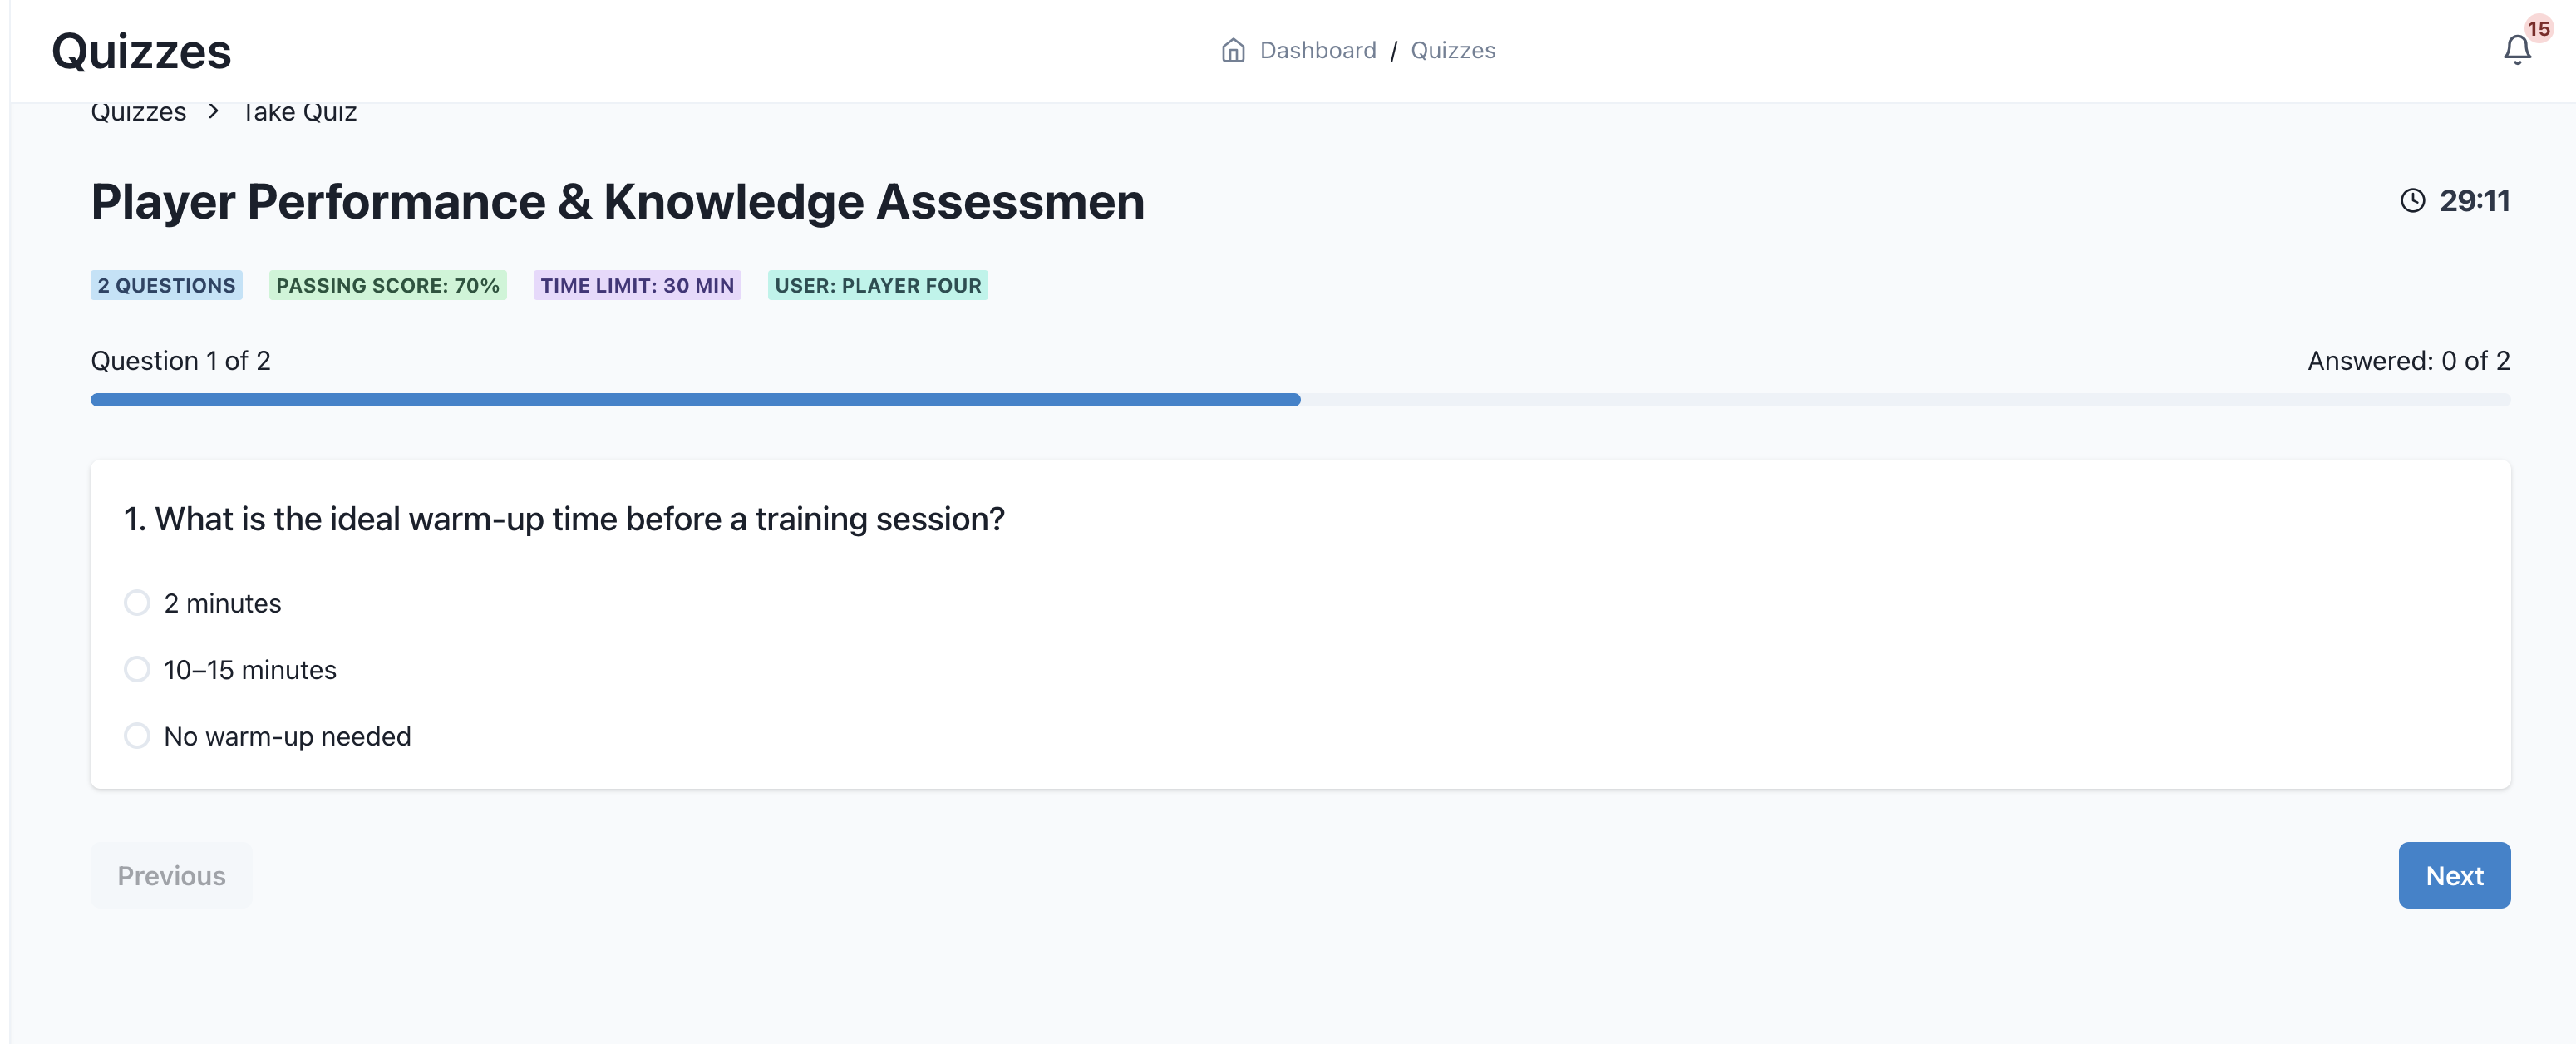 Quizzes
Dashboard / Quizzes
15
Quizzes > Take Quiz
Player Performance & Knowledge Assessmen
29:11
2 QUESTIONS
PASSING SCORE: 70%
TIME LIMIT: 30 MIN
USER: PLAYER FOUR
Question 1 of 2
Answered: 0 of 2
1. What is the ideal warm-up time before a training session?
2 minutes
10–15 minutes
No warm-up needed
Previous
Next